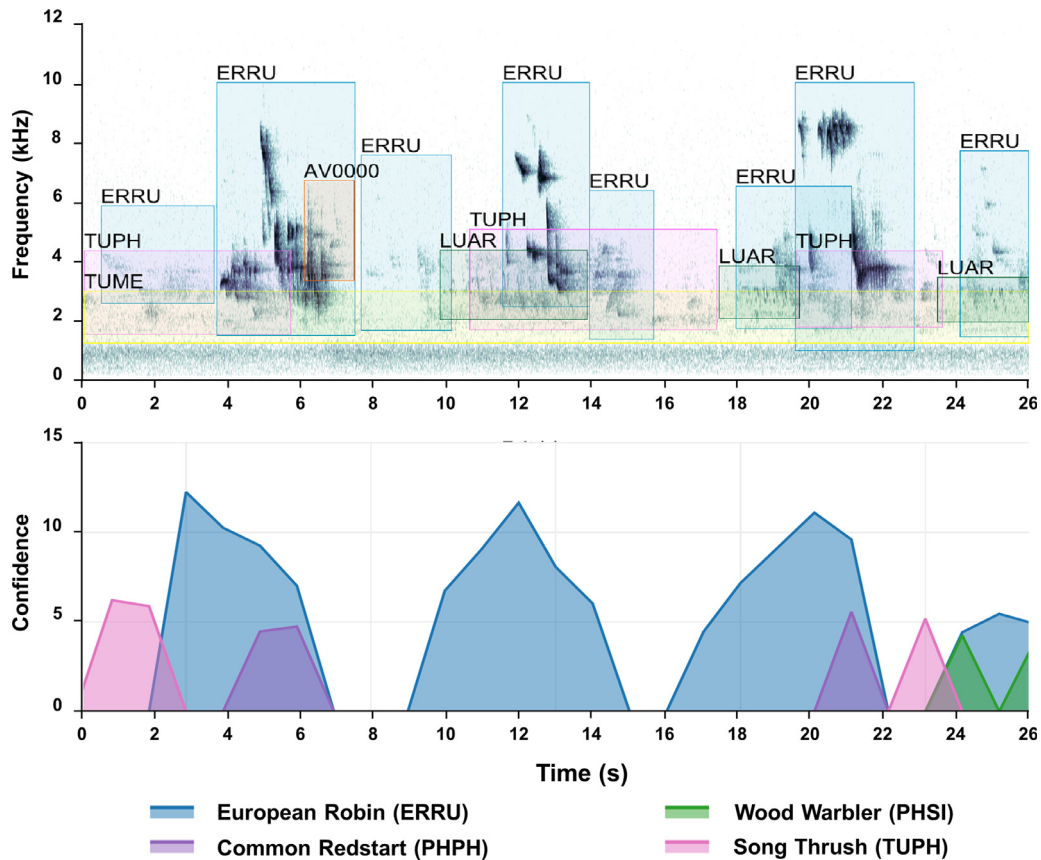 12
10
8
6
4
2
0
Frequency (kHz)
ERRU
ERRU
ERRU
ERRU
ERRU
AV0000
ERRU
ERRU
ERRU
TUPH
TUPH
LUAR
TUPH
LUAR
LUAR
TUME
0 2 4 6 8 10 12 14 16 18 20 22 24 26
15
10
5
0
Confidence
0 2 4 6 8 10 12 14 16 18 20 22 24 26
Time (s)
European Robin (ERRU)
Wood Warbler (PHSI)
Common Redstart (PHPH)
Song Thrush (TUPH)